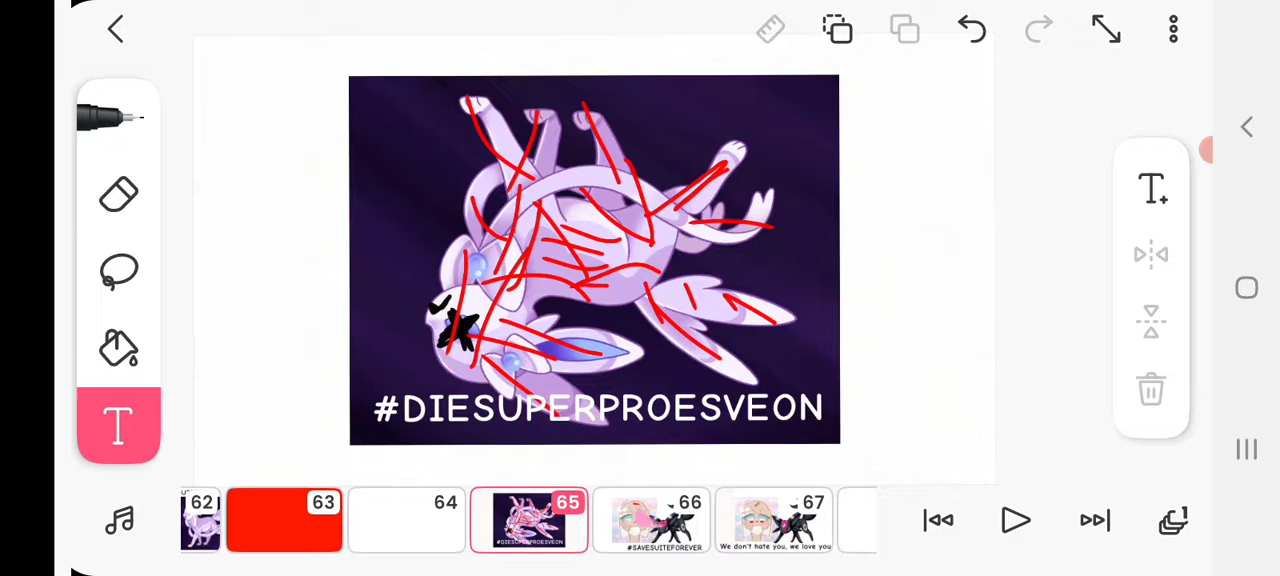 #DIESUPERPROESVEON
62
63
64
65
66
67
#DIESUPERPROESVEON
#SAVESUITEFOREVER
We don't hate you, we love you